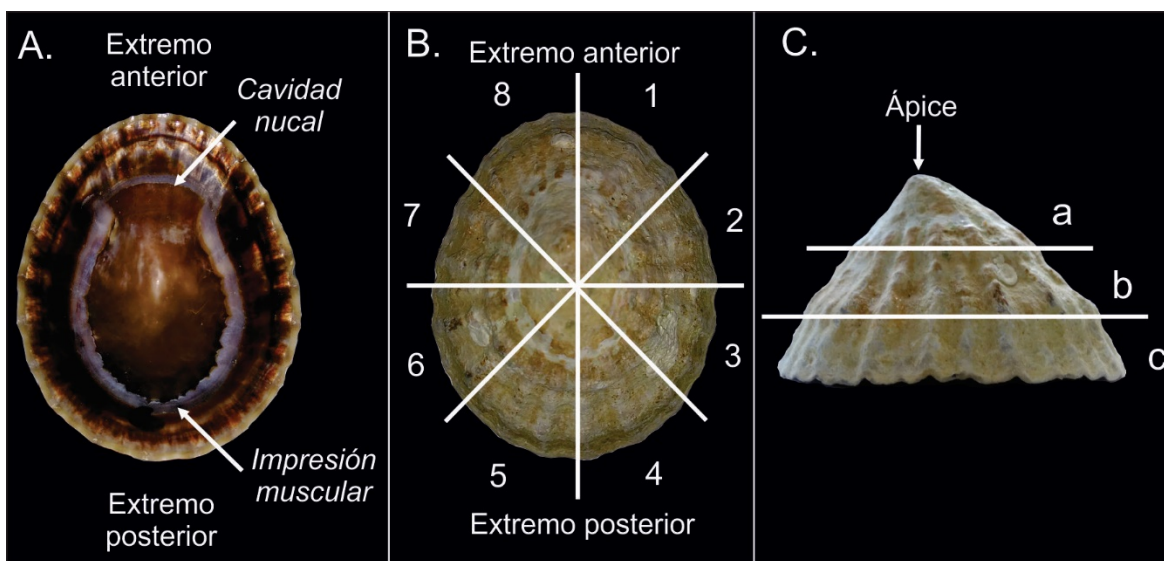 A.
Extremo
anterior
Cavidad
nucal
Impresión
muscular
Extremo
posterior
B.
Extremo anterior
8
1
7
2
6
3
5
4
Extremo posterior
C.
Ápice
a
b
c